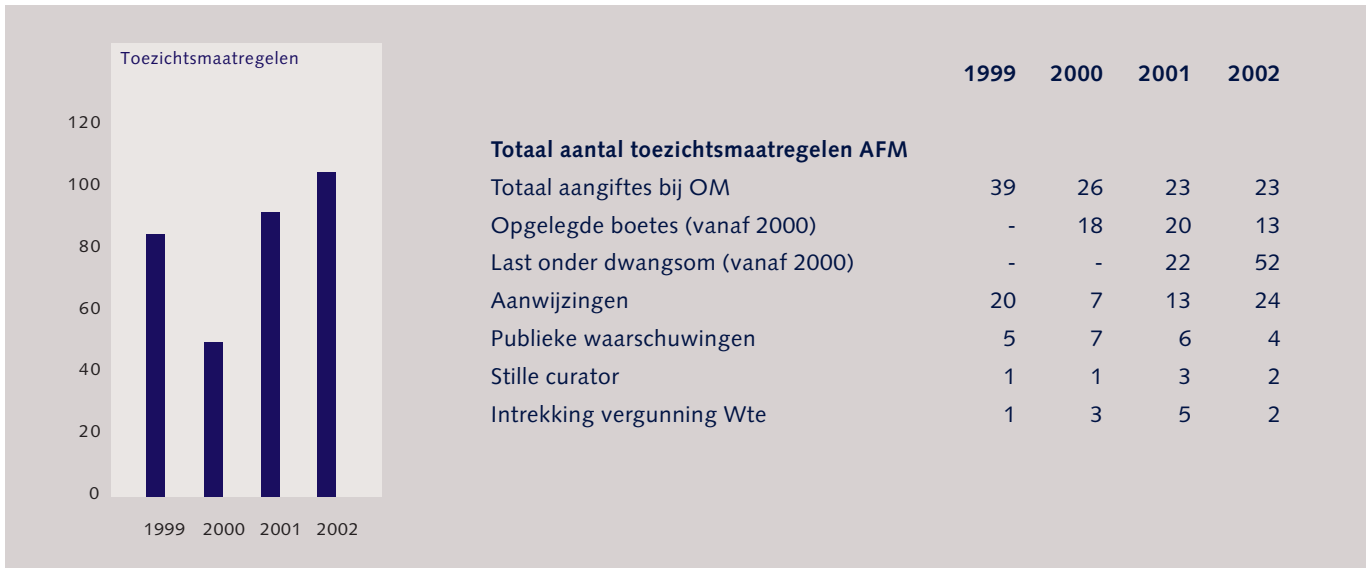 Toezichtsmaatregelen
120
100
80
60
40
20
0
1999 2000 2001 2002
1999 2000 2001 2002
Totaal aantal toezichtsmaatregelen AFM
Totaal aangiftes bij OM 39 26 23 23
Opgelegde boetes (vanaf 2000) - 18 20 13
Last onder dwangsom (vanaf 2000) - - 22 52
Aanwijzingen 20 7 13 24
Publieke waarschuwingen 5 7 6 4
Stille curator 1 1 3 2
Intrekking vergunning Wte 1 3 5 2